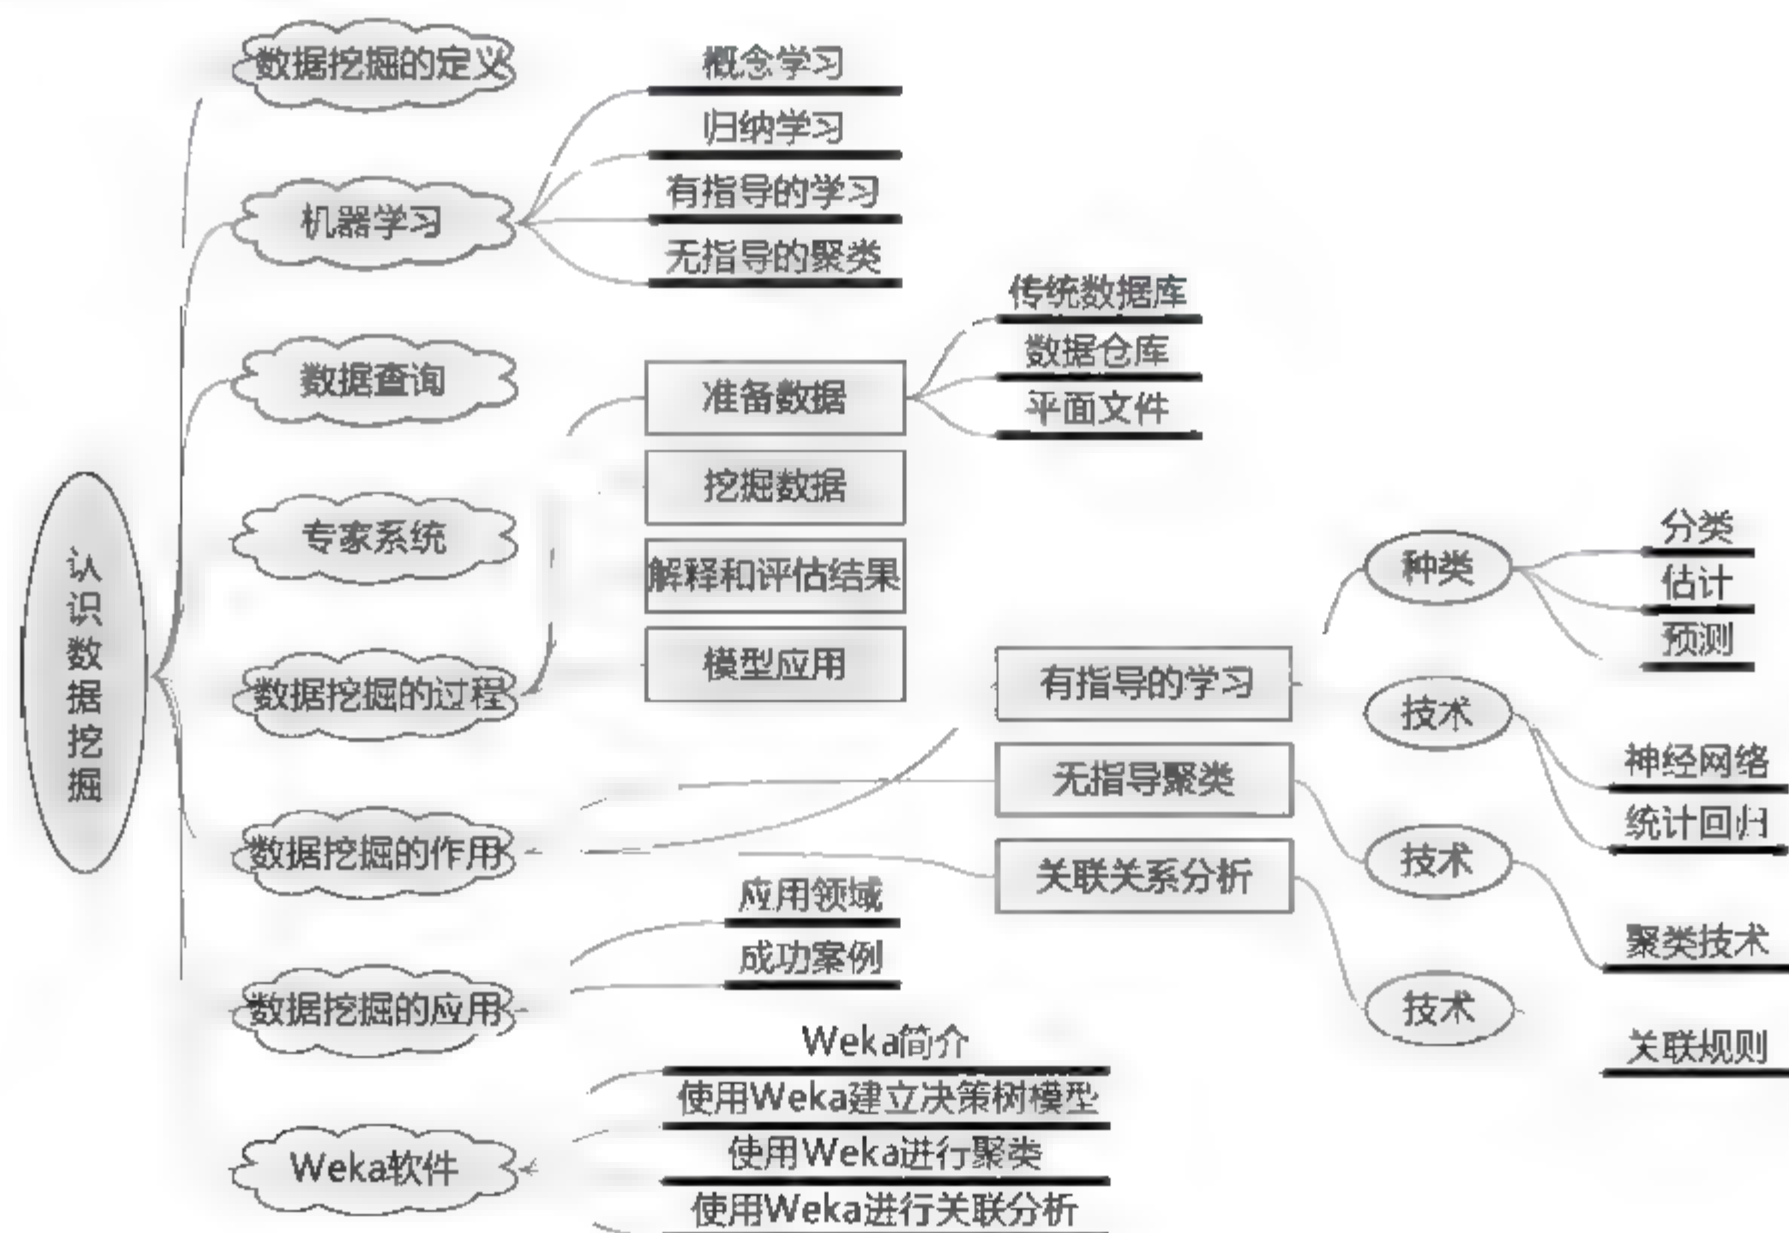 认识数据挖掘
数据挖掘的定义
机器学习
概念学习
归纳学习
有指导的学习
无指导的聚类
数据查询
专家系统
数据挖掘的过程
准备数据
传统数据库
数据仓库
平面文件
挖掘数据
解释和评估结果
模型应用
数据挖掘的作用
有指导的学习
种类
分类
估计
预测
技术
神经网络
统计回归
无指导聚类
技术
聚类技术
关联关系分析
技术
关联规则
数据挖掘的应用
应用领域
成功案例
Weka软件
Weka简介
使用Weka建立决策树模型
使用Weka进行聚类
使用Weka进行关联分析